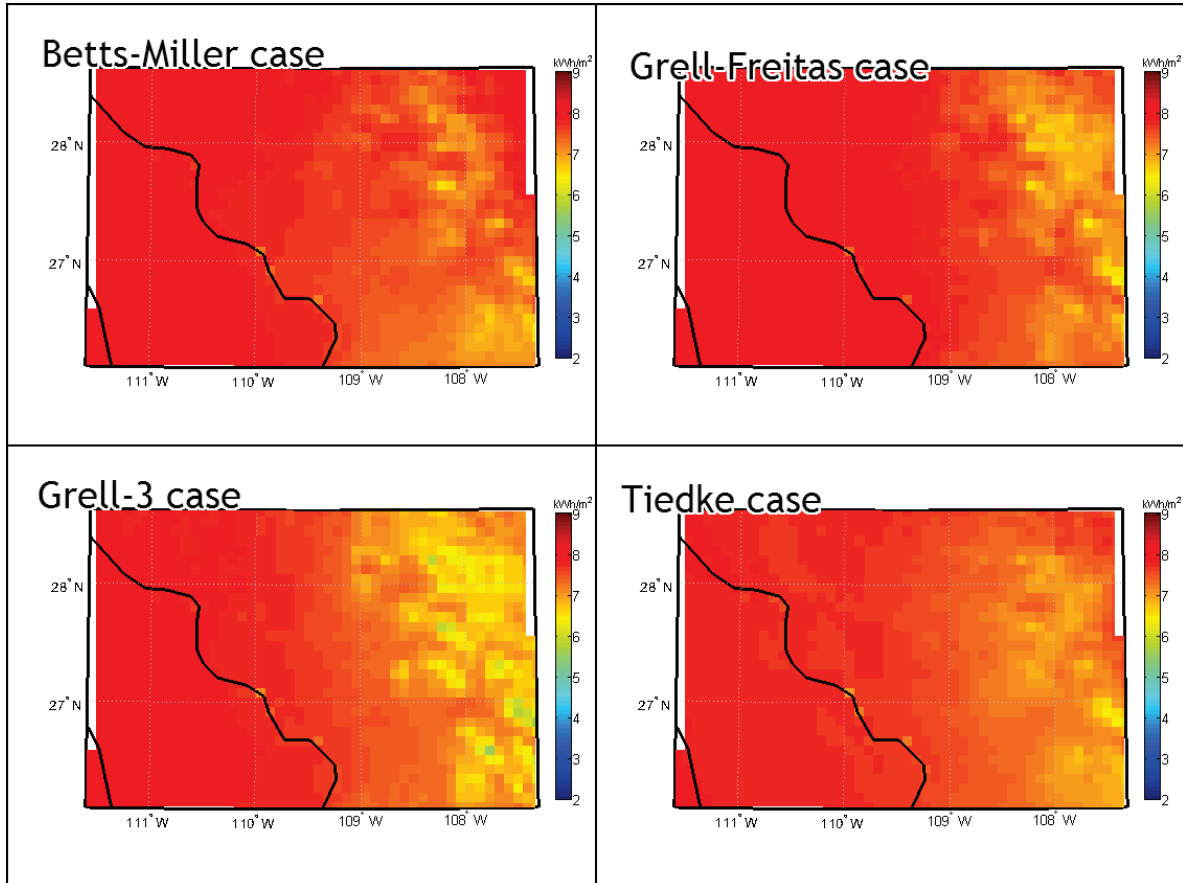 Betts-Miller case
kWh/m²
9
8
7
6
5
4
3
2
28° N
27° N
111° W
110° W
109° W
108° W
Grell-Freitas case
kWh/m²
9
8
7
6
5
4
3
2
28° N
27° N
111° W
110° W
109° W
108° W
Grell-3 case
kWh/m²
9
8
7
6
5
4
3
2
28° N
27° N
111° W
110° W
109° W
108° W
Tiedke case
kWh/m²
9
8
7
6
5
4
3
2
28° N
27° N
111° W
110° W
109° W
108° W